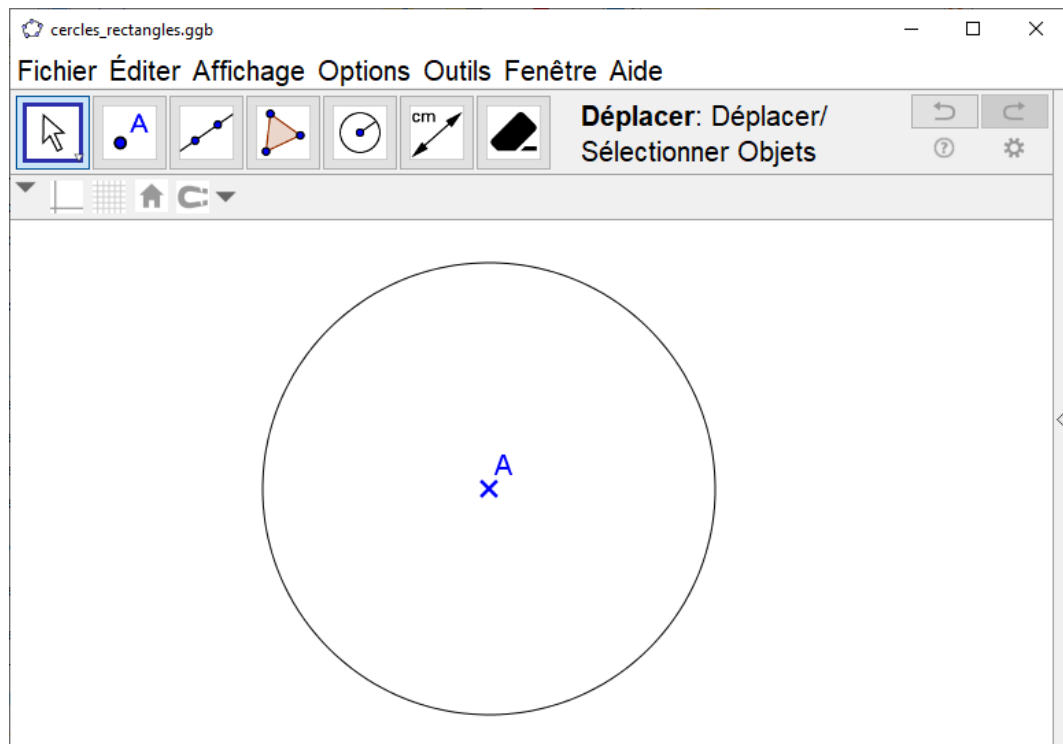 cercles_rectangles.ggb
Fichier Éditer Affichage Options Outils Fenêtre Aide
A
cm
Déplacer: Déplacer/
Sélectionner Objets
?
A